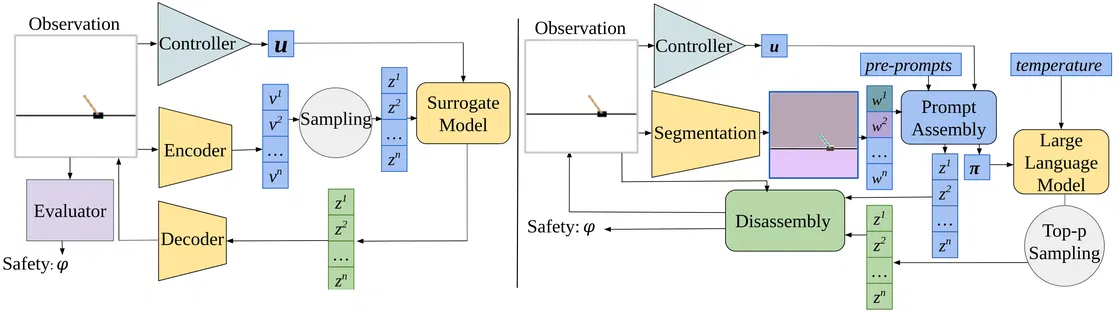 Observation
Controller
u
Encoder
v1
v2
...
vn
Sampling
z1
z2
...
zn
Surrogate
Model
Evaluator
Decoder
z1
z2
...
zn
Safety: φ
Observation
Controller
u
pre-prompts
temperature
Segmentation
w1
w2
...
wn
Prompt
Assembly
π
Large
Language
Model
z1
z2
...
zn
Disassembly
Safety: φ
z1
z2
...
zn
Top-p
Sampling